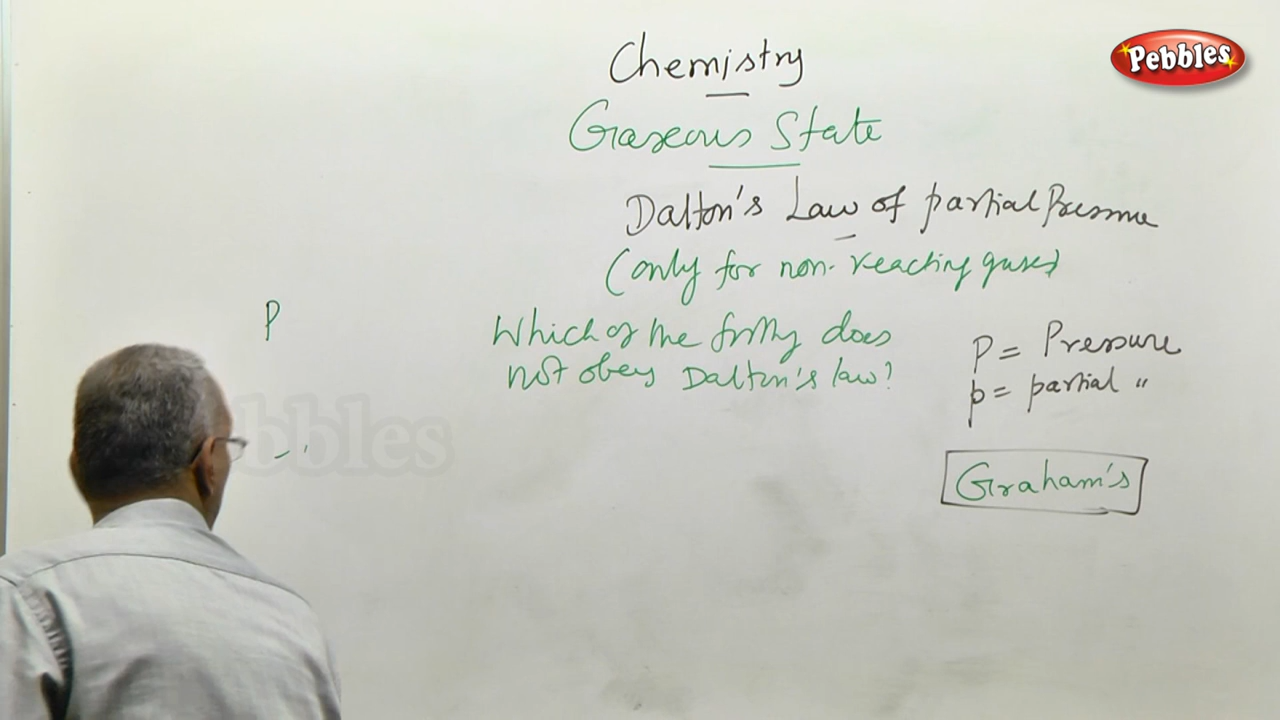 Pebbles
Chemistry
Gaseous State
Dalton's Law of partial Pressure
(only for non-reacting gases)
P
Which of the does
not obey Dalton's law?
P = Pressure
p = partial "
Graham's
Pebbles